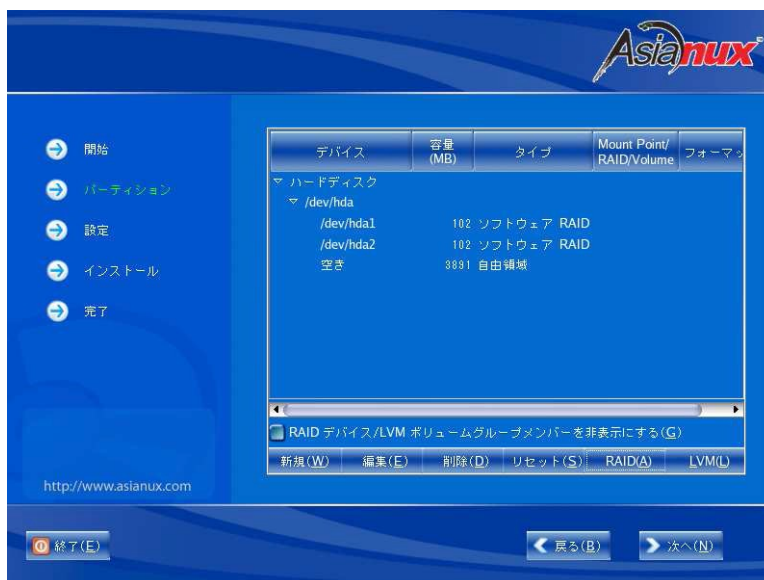 Asianux
開始
パーティション
設定
インストール
完了
デバイス 容量 (MB) タイプ Mount Point/ RAID/Volume フォーマッ
ハードディスク
/dev/hda
/dev/hda1 102 ソフトウェア RAID
/dev/hda2 102 ソフトウェア RAID
空き 3891 自由領域
RAID デバイス/LVM ボリュームグループメンバーを非表示にする(G)
新規(W) 編集(E) 削除(D) リセット(S) RAID(A) LVM(L)
http://www.asianux.com
終了(E) 戻る(B) 次へ(N)